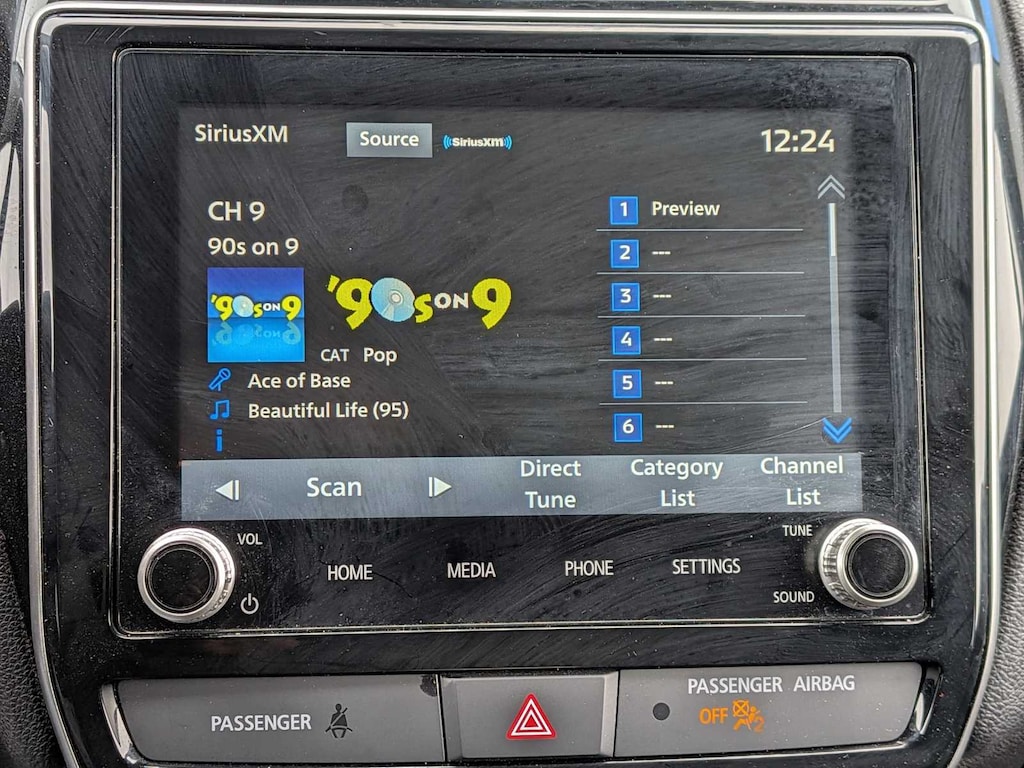 SiriusXM
Source
SiriusXM
12:24
CH 9
90s on 9
'90s ON 9
'90s ON 9
CAT Pop
Ace of Base
Beautiful Life (95)
1 Preview
2 ---
3 ---
4 ---
5 ---
6 ---
Scan
Direct
Tune
Category
List
Channel
List
VOL
HOME
MEDIA
PHONE
SETTINGS
TUNE
SOUND
PASSENGER
PASSENGER AIRBAG
OFF
2